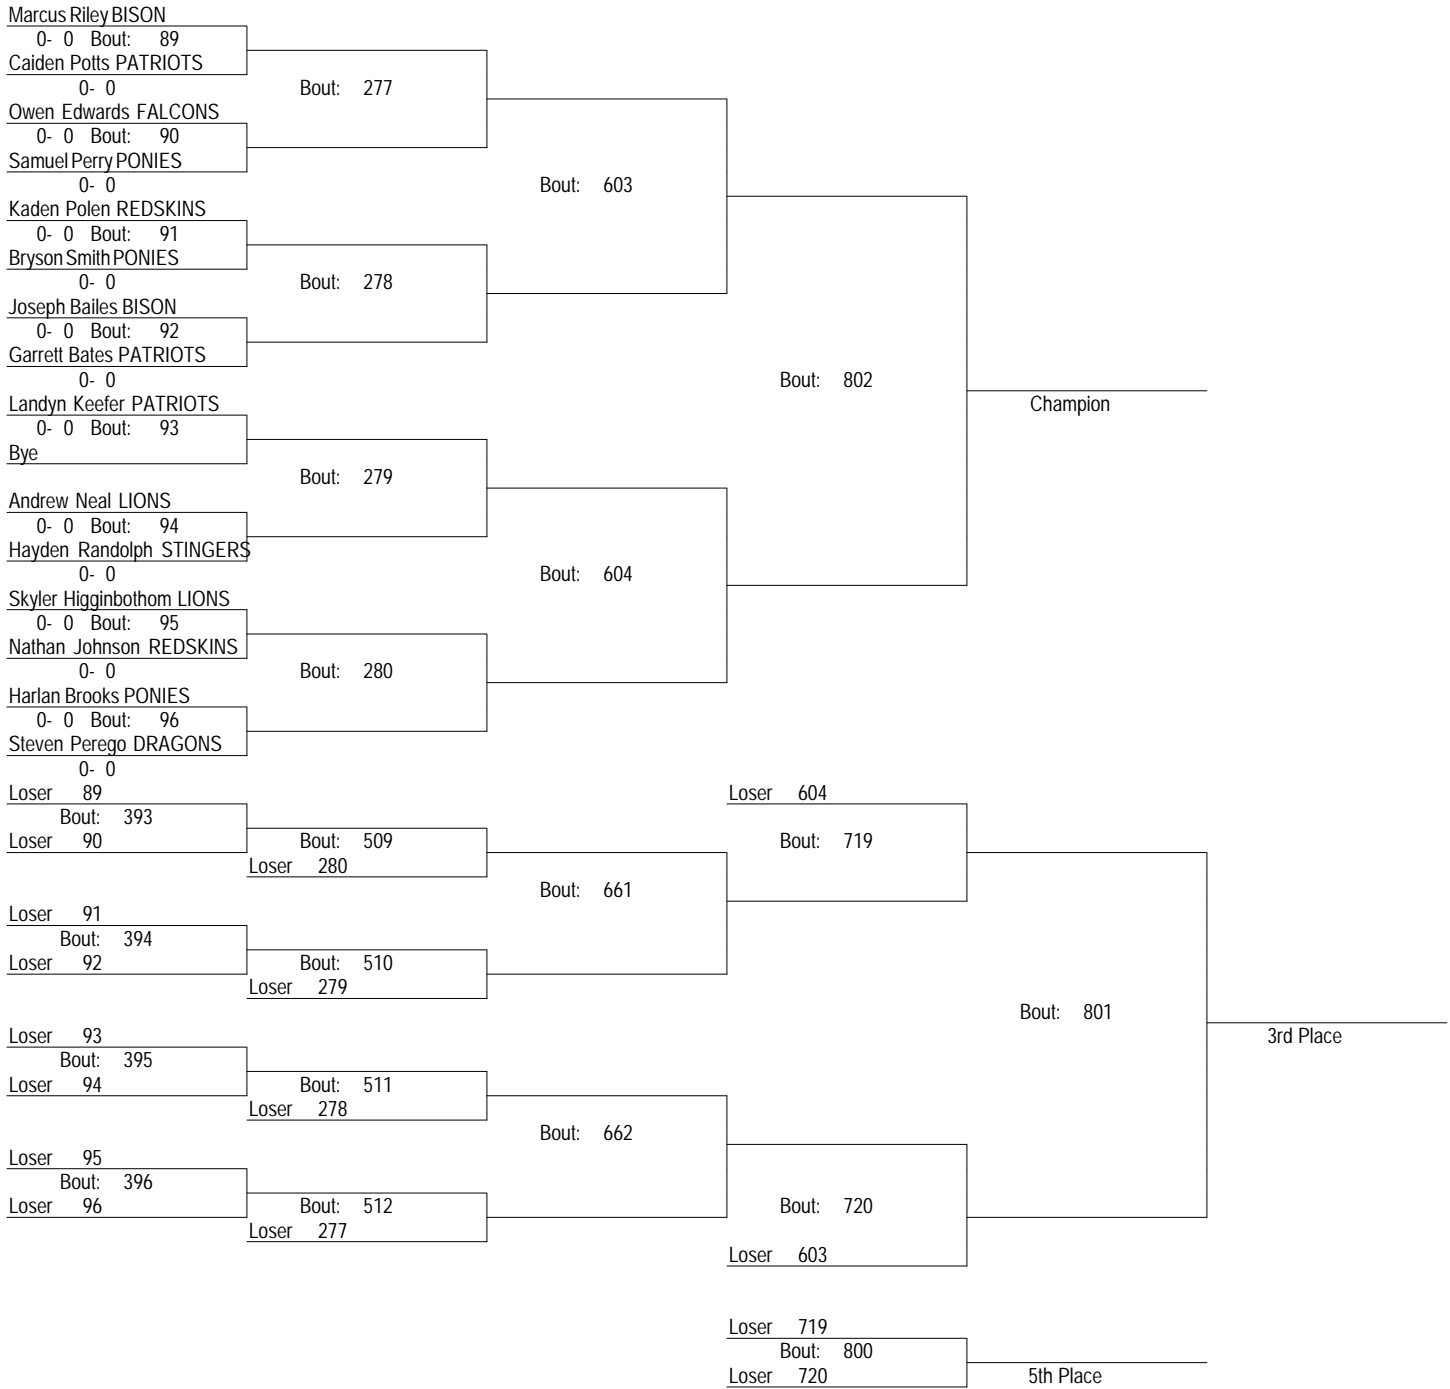 Marcus Riley BISON
0- 0 Bout: 89
Caiden Potts PATRIOTS
0- 0
Bout: 277
Owen Edwards FALCONS
0- 0 Bout: 90
Samuel Perry PONIES
0- 0
Bout: 603
Kaden Polen REDSKINS
0- 0 Bout: 91
Bryson Smith PONIES
0- 0
Bout: 278
Joseph Bailes BISON
0- 0 Bout: 92
Garrett Bates PATRIOTS
0- 0
Bout: 802
Landyn Keefer PATRIOTS
Champion
0- 0 Bout: 93
Bye
Bout: 279
Andrew Neal LIONS
0- 0 Bout: 94
Hayden Randolph STINGERS
0- 0
Bout: 604
Skyler Higginbothom LIONS
0- 0 Bout: 95
Nathan Johnson REDSKINS
0- 0
Bout: 280
Harlan Brooks PONIES
0- 0 Bout: 96
Steven Perego DRAGONS
0- 0
Loser 89
Loser 604
Bout: 393
Loser 90
Bout: 509
Bout: 719
Loser 280
Bout: 661
Loser 91
Bout: 394
Loser 92
Bout: 510
Loser 279
Bout: 801
Loser 93
3rd Place
Bout: 395
Loser 94
Bout: 511
Loser 278
Bout: 662
Loser 95
Bout: 396
Loser 96
Bout: 512
Bout: 720
Loser 277
Loser 603
Loser 719
Bout: 800
Loser 720
5th Place